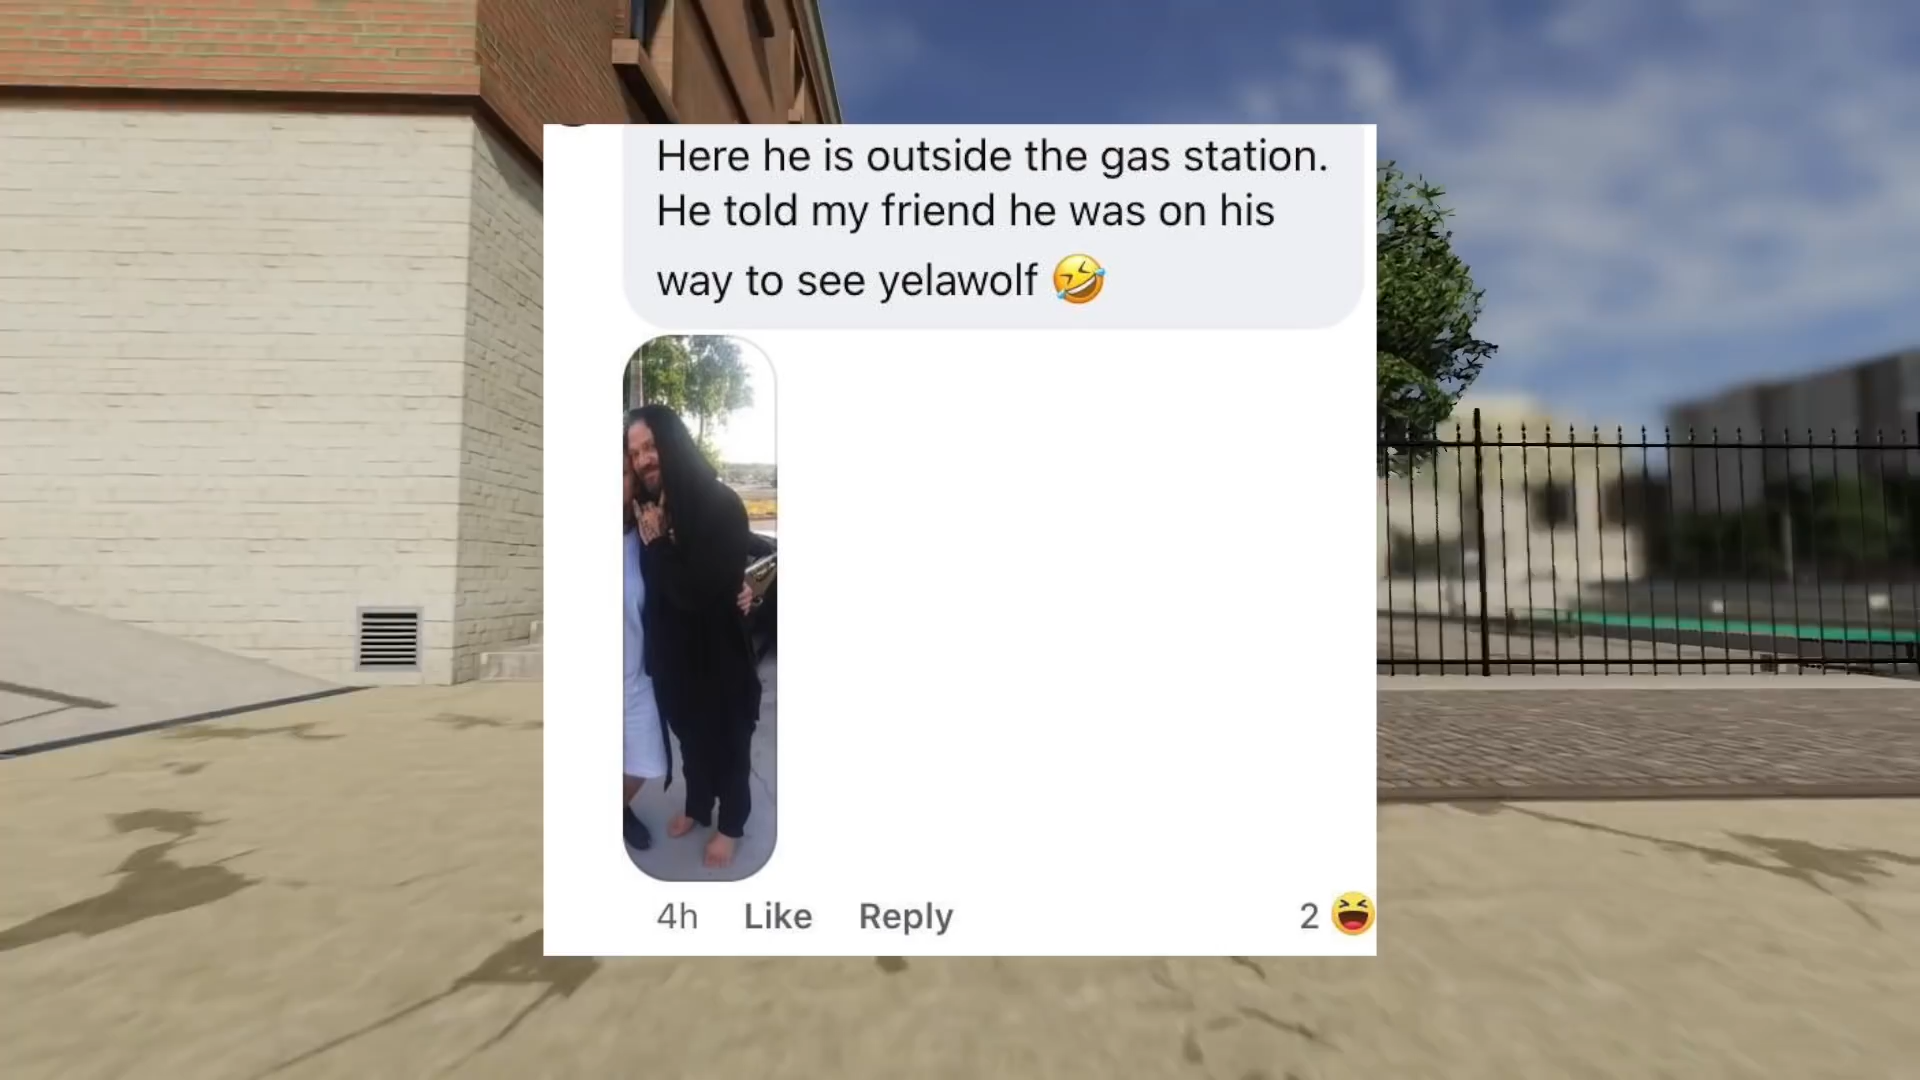 Here he is outside the gas station.
He told my friend he was on his
way to see yelawolf 🤣
4h Like Reply 2 😆